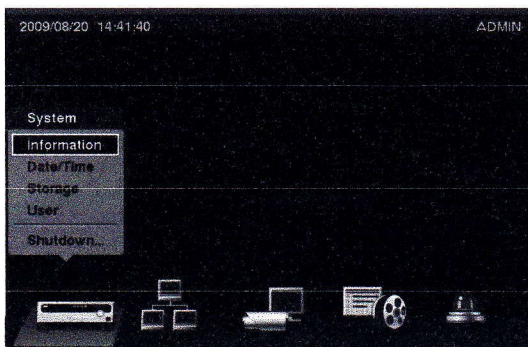 2009/08/20 14:41:40 ADMIN
System
Information
Date/Time
Storage
User
Shutdown...